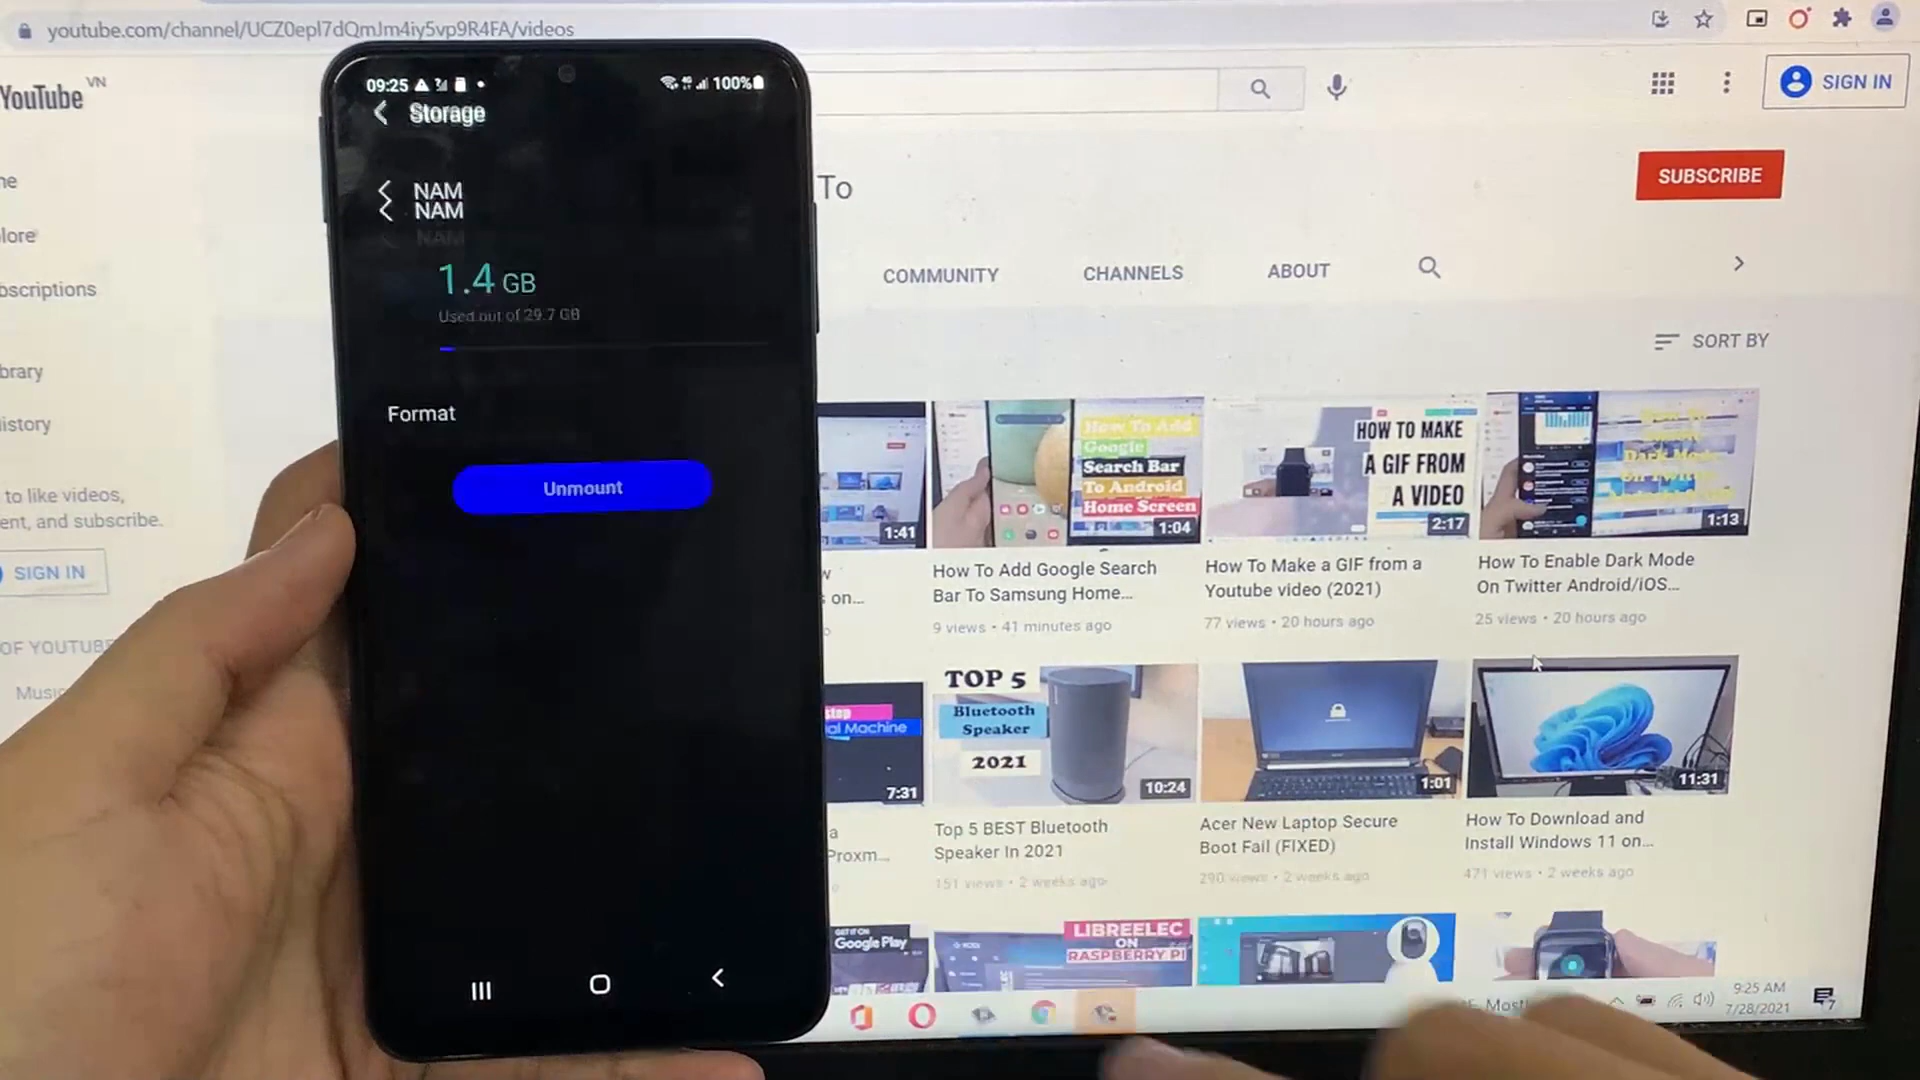 youtube.com/channel/UCZ0epl7dQmJm4iy5vp9R4FA/videos
YouTube VN
SIGN IN
To
SUBSCRIBE
COMMUNITY
CHANNELS
ABOUT
SORT BY
09:25
100%
Storage
NAM
NAM
NAM
1.4 GB
Used out of 29.7 GB
Format
Unmount
ne
lore
bscriptions
brary
istory
to like videos,
ent, and subscribe.
SIGN IN
OF YOUTUBE
Music
1:41
How To Add
Google
Search Bar
To Android
Home Screen
1:04
HOW TO MAKE
A GIF FROM
A VIDEO
2:17
Dark Mode
1:13
on...
How To Add Google Search
Bar To Samsung Home...
9 views • 41 minutes ago
How To Make a GIF from a
Youtube video (2021)
77 views • 20 hours ago
How To Enable Dark Mode
On Twitter Android/iOS...
25 views • 20 hours ago
step
ial Machine
7:31
TOP 5
Bluetooth
Speaker
2021
10:24
1:01
11:31
a
Proxm...
Top 5 BEST Bluetooth
Speaker In 2021
151 views • 2 weeks ago
Acer New Laptop Secure
Boot Fail (FIXED)
290 views • 2 weeks ago
How To Download and
Install Windows 11 on...
471 views • 2 weeks ago
GET IT ON
Google Play
LIBREELEC
ON
RASPBERRY PI
9:25 AM
7/28/2021
7